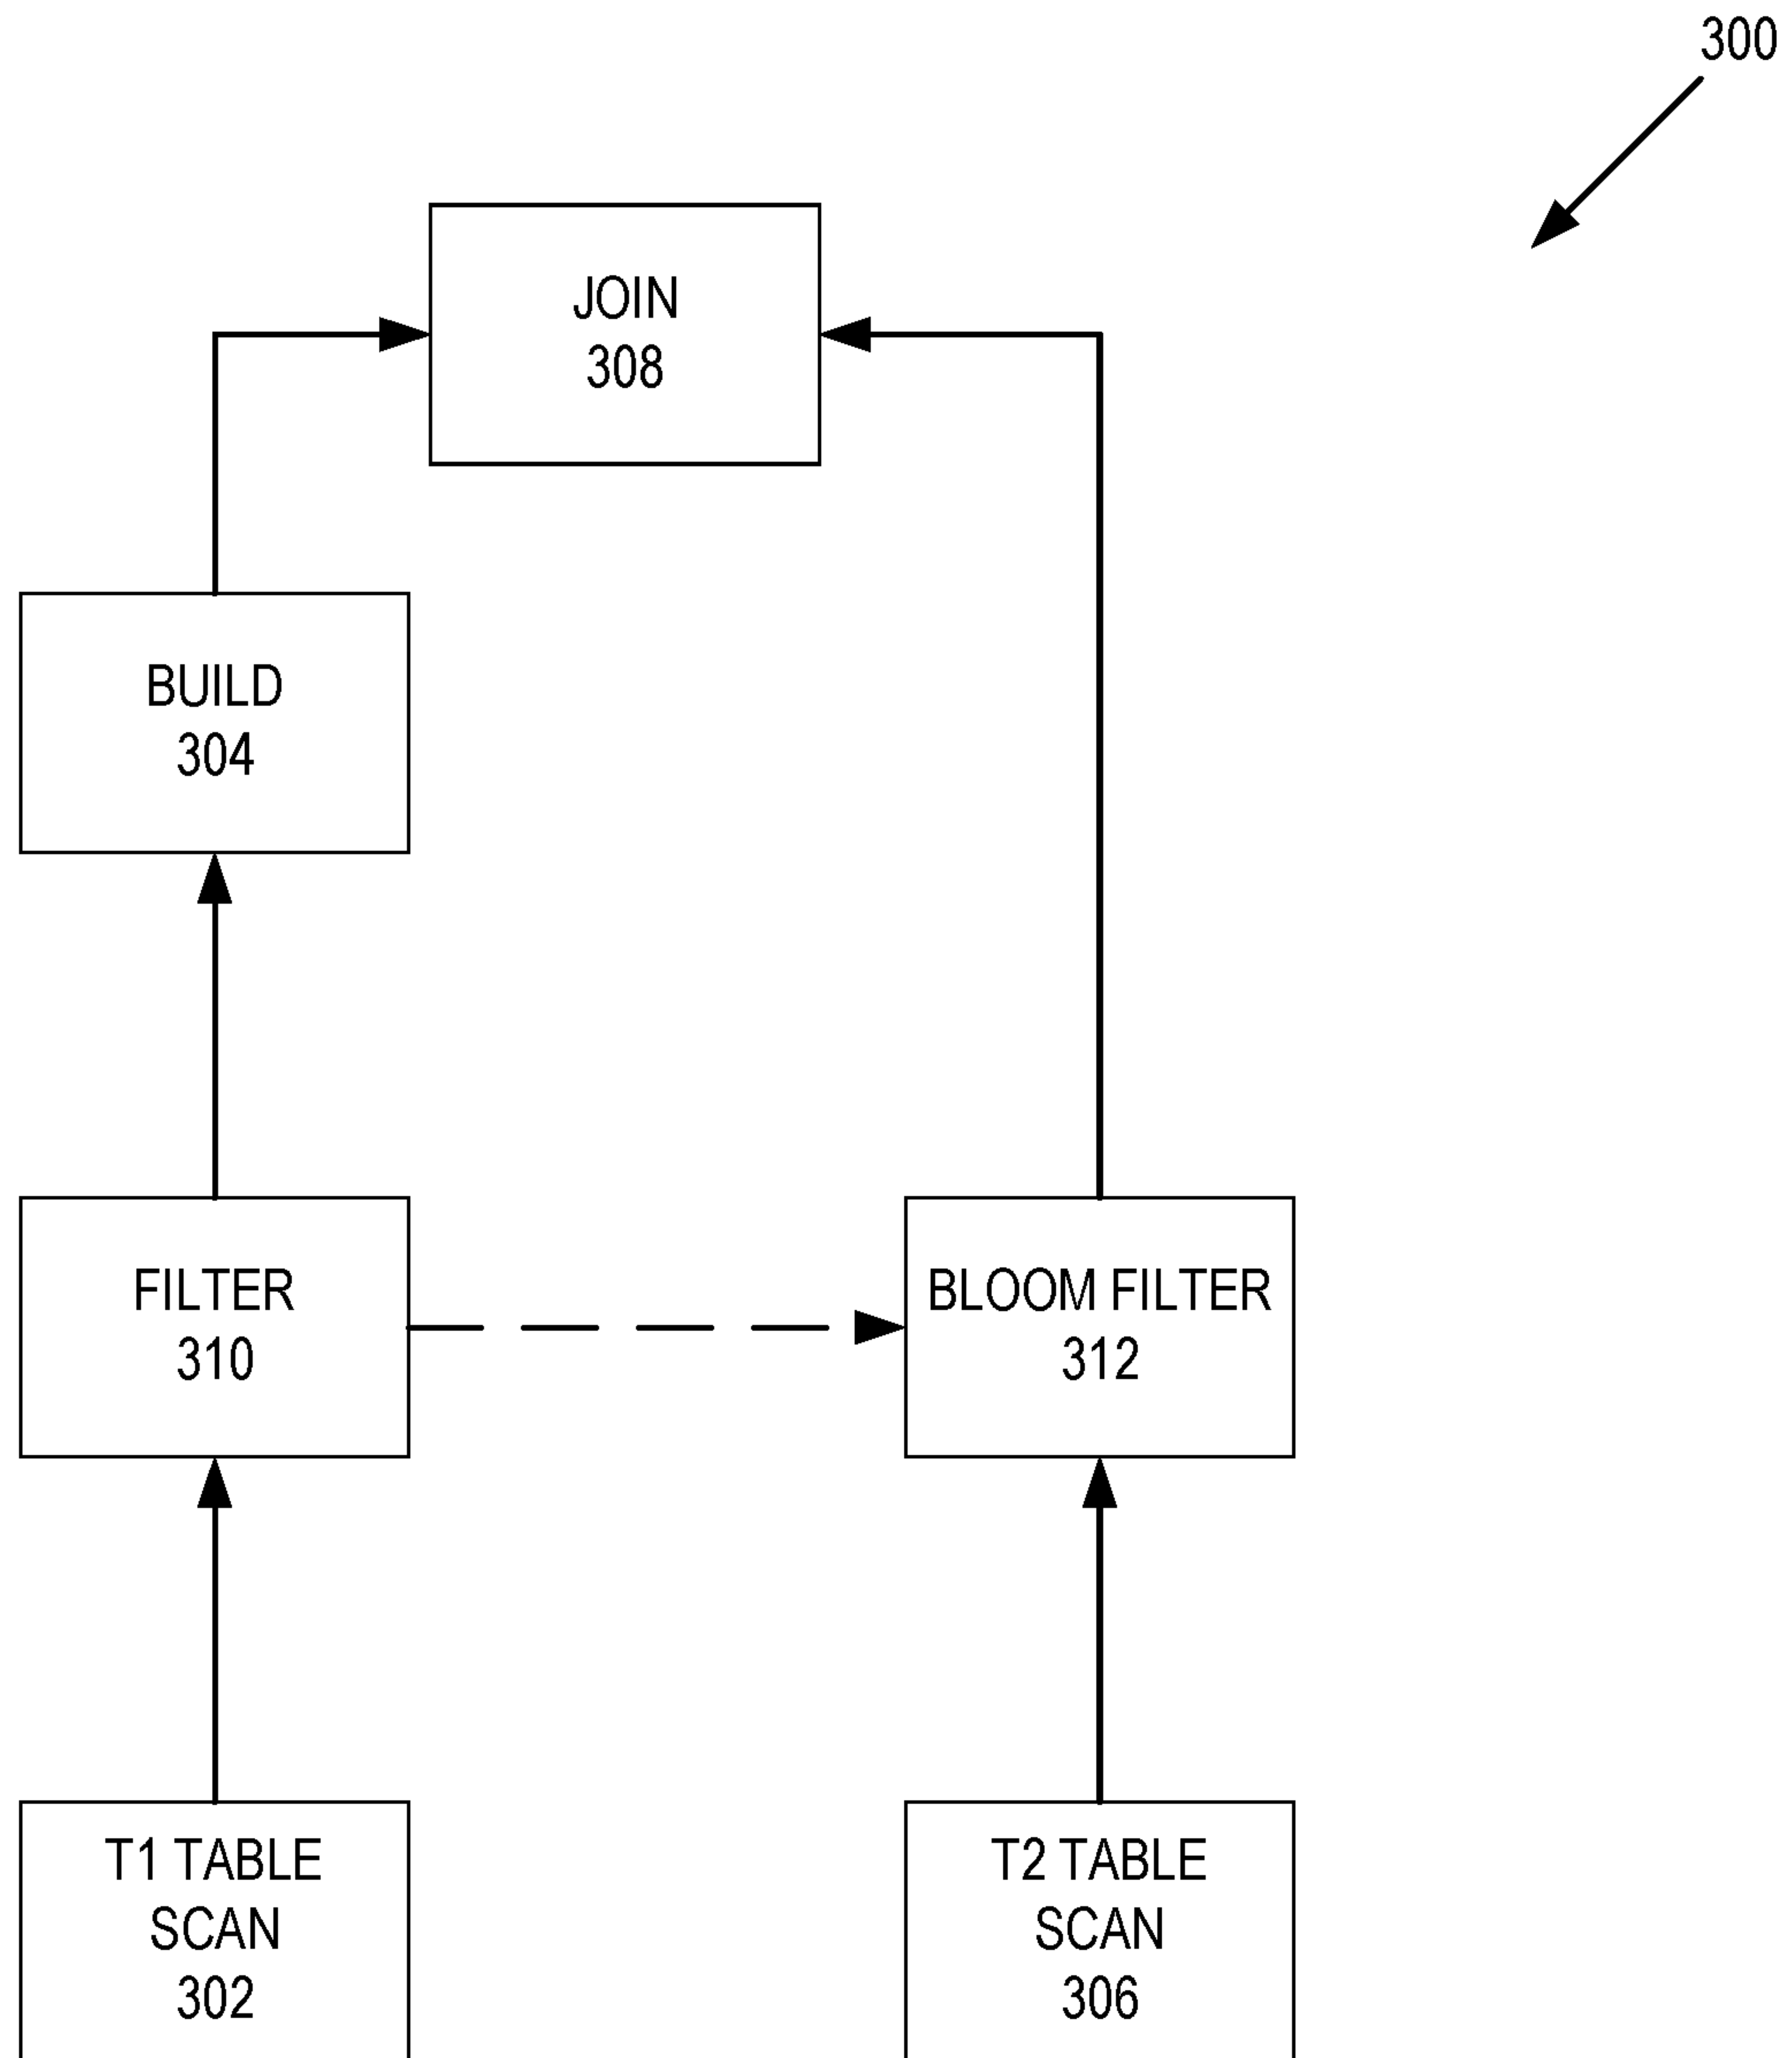 300
JOIN
308
BUILD
304
FILTER
310
BLOOM FILTER
312
T1 TABLE
SCAN
302
T2 TABLE
SCAN
306